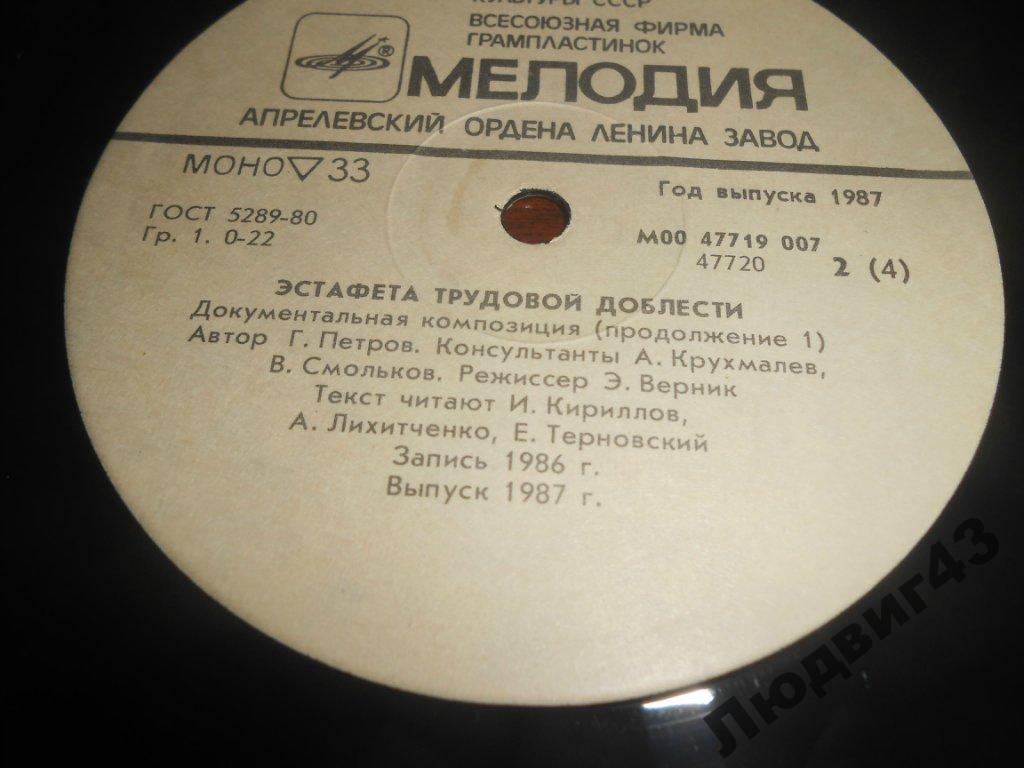 КУЛЬТУРЫ СССР
ВСЕСОЮЗНАЯ ФИРМА
ГРАМПЛАСТИНОК
®
МЕЛОДИЯ
АПРЕЛЕВСКИЙ ОРДЕНА ЛЕНИНА ЗАВОД
МОНО ▽ 33
Год выпуска 1987
ГОСТ 5289-80
Гр. 1. 0-22
М00 47719 007
47720 2 (4)
ЭСТАФЕТА ТРУДОВОЙ ДОБЛЕСТИ
Документальная композиция (продолжение 1)
Автор Г. Петров. Консультанты А. Крухмалев,
В. Смольков. Режиссер Э. Верник
Текст читают И. Кириллов,
А. Лихитченко, Е. Терновский
Запись 1986 г.
Выпуск 1987 г.
Людвиг43